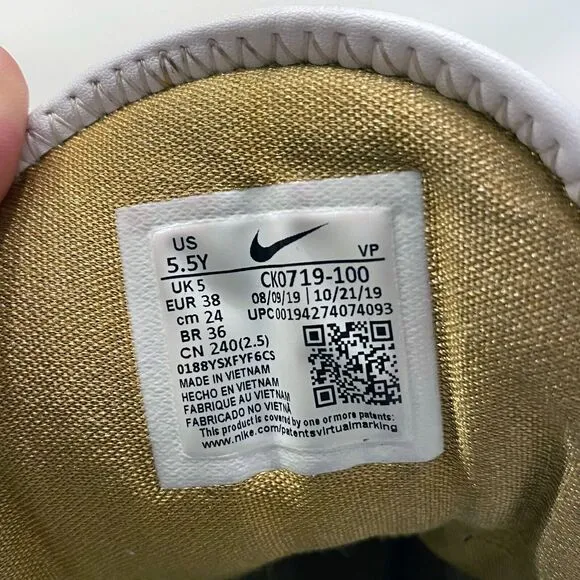 US
5.5Y
VP
UK 5
CK0719-100
EUR 38
08/09/19 | 10/21/19
cm 24
UPC00194274074093
BR 36
CN 240(2.5)
0188YSXFYF6CS
MADE IN VIETNAM
HECHO EN VIETNAM
FABRIQUE AU VIETNAM
FABRICADO NO VIETNA
This product is covered by one or more patents:
www.nike.com/patentsvirtualmarking